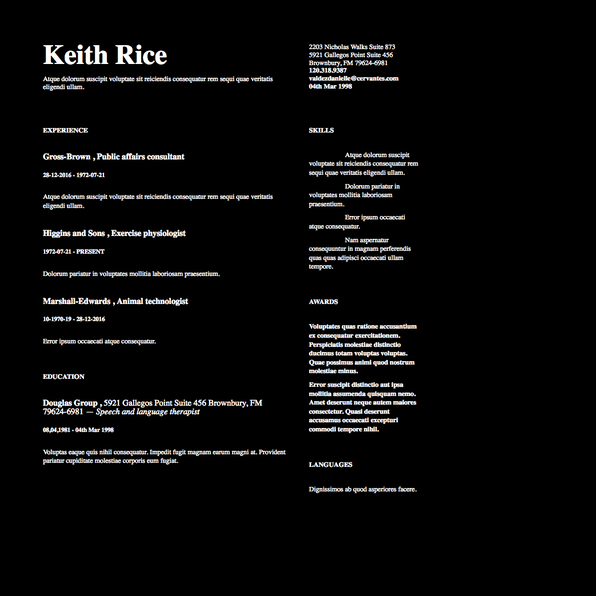 Keith Rice
Atque dolorum suscipit voluptate sit reiciendis consequatur rem sequi quae veritatis
eligendi ullam.
2203 Nicholas Walks Suite 873
5921 Gallegos Point Suite 456
Brownbury, FM 79624-6981
120.318.9387
valdezdanielle@cervantes.com
04th Mar 1998
EXPERIENCE
Gross-Brown , Public affairs consultant
28-12-2016 - 1972-07-21
Atque dolorum suscipit voluptate sit reiciendis consequatur rem sequi quae veritatis
eligendi ullam.
Higgins and Sons , Exercise physiologist
1972-07-21 - PRESENT
Dolorum pariatur in voluptates mollitia laboriosam praesentium.
Marshall-Edwards , Animal technologist
10-1970-19 - 28-12-2016
Error ipsum occaecati atque consequatur.
EDUCATION
Douglas Group , 5921 Gallegos Point Suite 456 Brownbury, FM
79624-6981 — Speech and language therapist
08,04,1981 - 04th Mar 1998
Voluptas eaque quis nihil consequatur. Impedit fugit magnam earum magni at. Provident
pariatur cupiditate molestiae corporis eum fugiat.
SKILLS
Atque dolorum suscipit
voluptate sit reiciendis consequatur rem
sequi quae veritatis eligendi ullam.
Dolorum pariatur in
voluptates mollitia laboriosam
praesentium.
Error ipsum occaecati
atque consequatur.
Nam aspernatur
consequuntur in magnam perferendis
quas quas adipisci occaecati ullam
tempore.
AWARDS
Voluptates quas ratione accusantium
ex consequatur exercitationem.
Perspiciatis molestiae distinctio
ducimus totam voluptas voluptas.
Quae possimus animi quod nostrum
molestiae minus.
Error suscipit distinctio aut ipsa
mollitia assumenda quisquam nemo.
Amet deserunt neque autem maiores
consectetur. Quasi deserunt
accusamus occaecati excepturi
commodi tempore nihil.
LANGUAGES
Dignissimos ab quod asperiores facere.